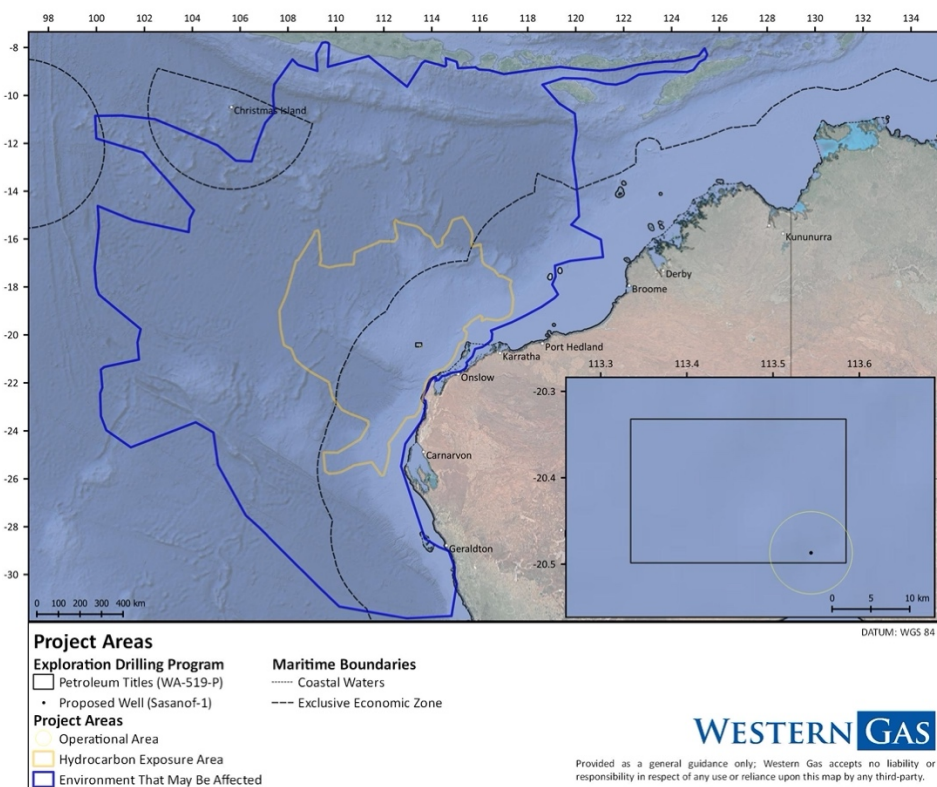 98 100 102 104 106 108 110 112 114 116 118 120 122 124 126 128 130 132 134
-8
-10
Christmas Island
-12
-14
-16
Kununurra
Derby
-18
Broome
-20
Port Hedland
Karratha
Onslow
-22
113.3 113.4 113.5 113.6
-20.3
-24
Carnarvon
-26
-20.4
-28
Geraldton
-20.5
-30
0 100 200 300 400 km
0 5 10 km
DATUM: WGS 84
Project Areas
Exploration Drilling Program
Petroleum Titles (WA-519-P)
Proposed Well (Sasanof-1)
Project Areas
Operational Area
Hydrocarbon Exposure Area
Environment That May Be Affected
Maritime Boundaries
Coastal Waters
Exclusive Economic Zone
WESTERN GAS
Provided as a general guidance only; Western Gas accepts no liability or
responsibility in respect of any use or reliance upon this map by any third-party.